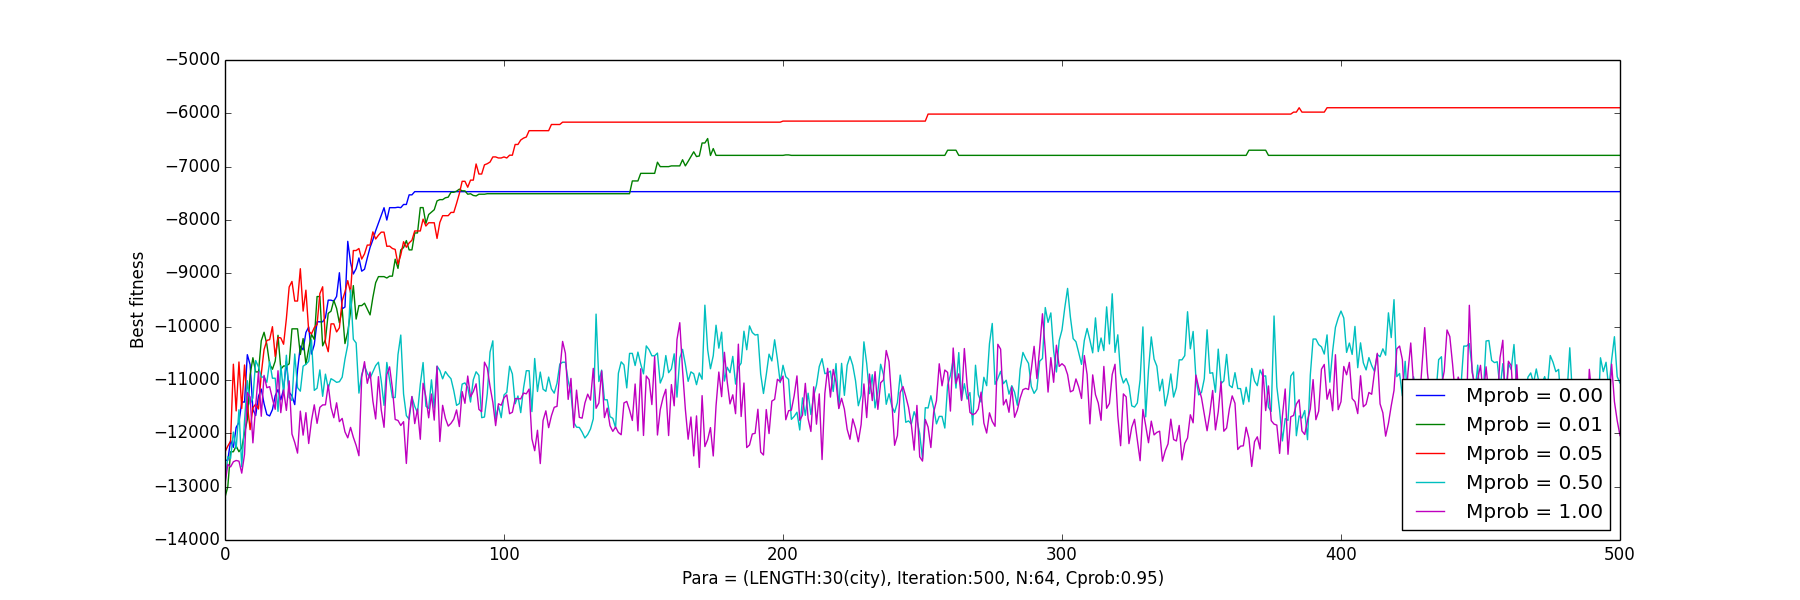 −5000
−6000
−7000
−8000
−9000
−10000
−11000
−12000
−13000
−14000
Best fitness
0 100 200 300 400 500
Para = (LENGTH:30(city), Iteration:500, N:64, Cprob:0.95)
Mprob = 0.00
Mprob = 0.01
Mprob = 0.05
Mprob = 0.50
Mprob = 1.00